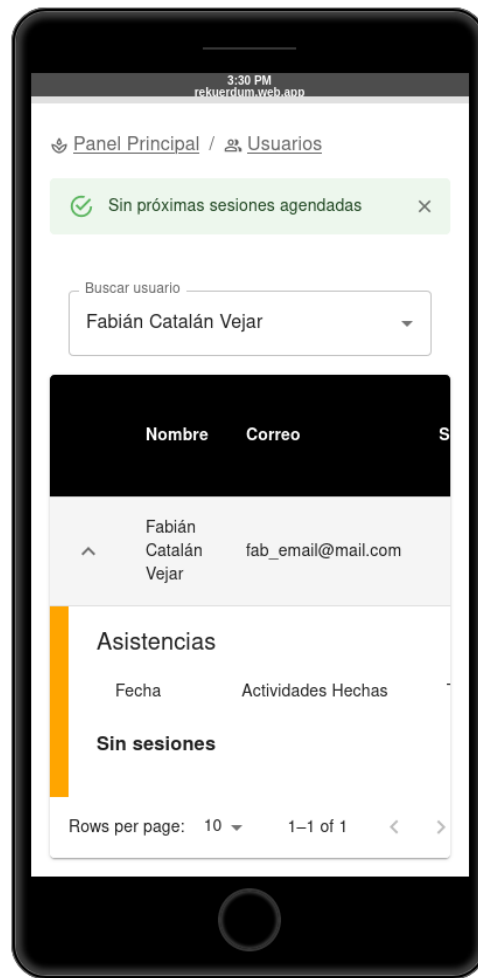 3:30 PM
rekuerdum.web.app
Panel Principal / Usuarios
Sin próximas sesiones agendadas
Buscar usuario
Fabián Catalán Vejar
Nombre Correo S
Fabián
Catalán
Vejar
fab_email@mail.com
Asistencias
Fecha Actividades Hechas
Sin sesiones
Rows per page: 10 1–1 of 1